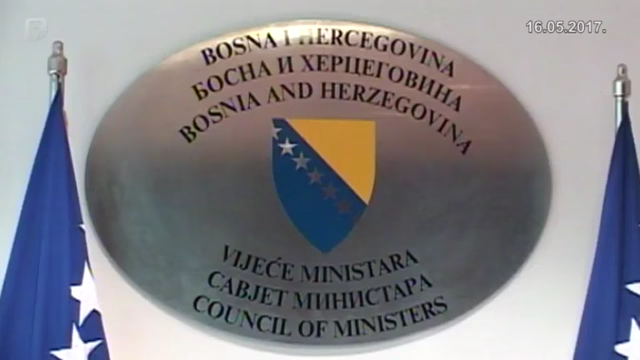 16.05.2017.
BOSNA I HERCEGOVINA
БОСНА И ХЕРЦЕГОВИНА
BOSNIA AND HERZEGOVINA
VIJEĆE MINISTARA
САВЈЕТ МИНИСТАРА
COUNCIL OF MINISTERS